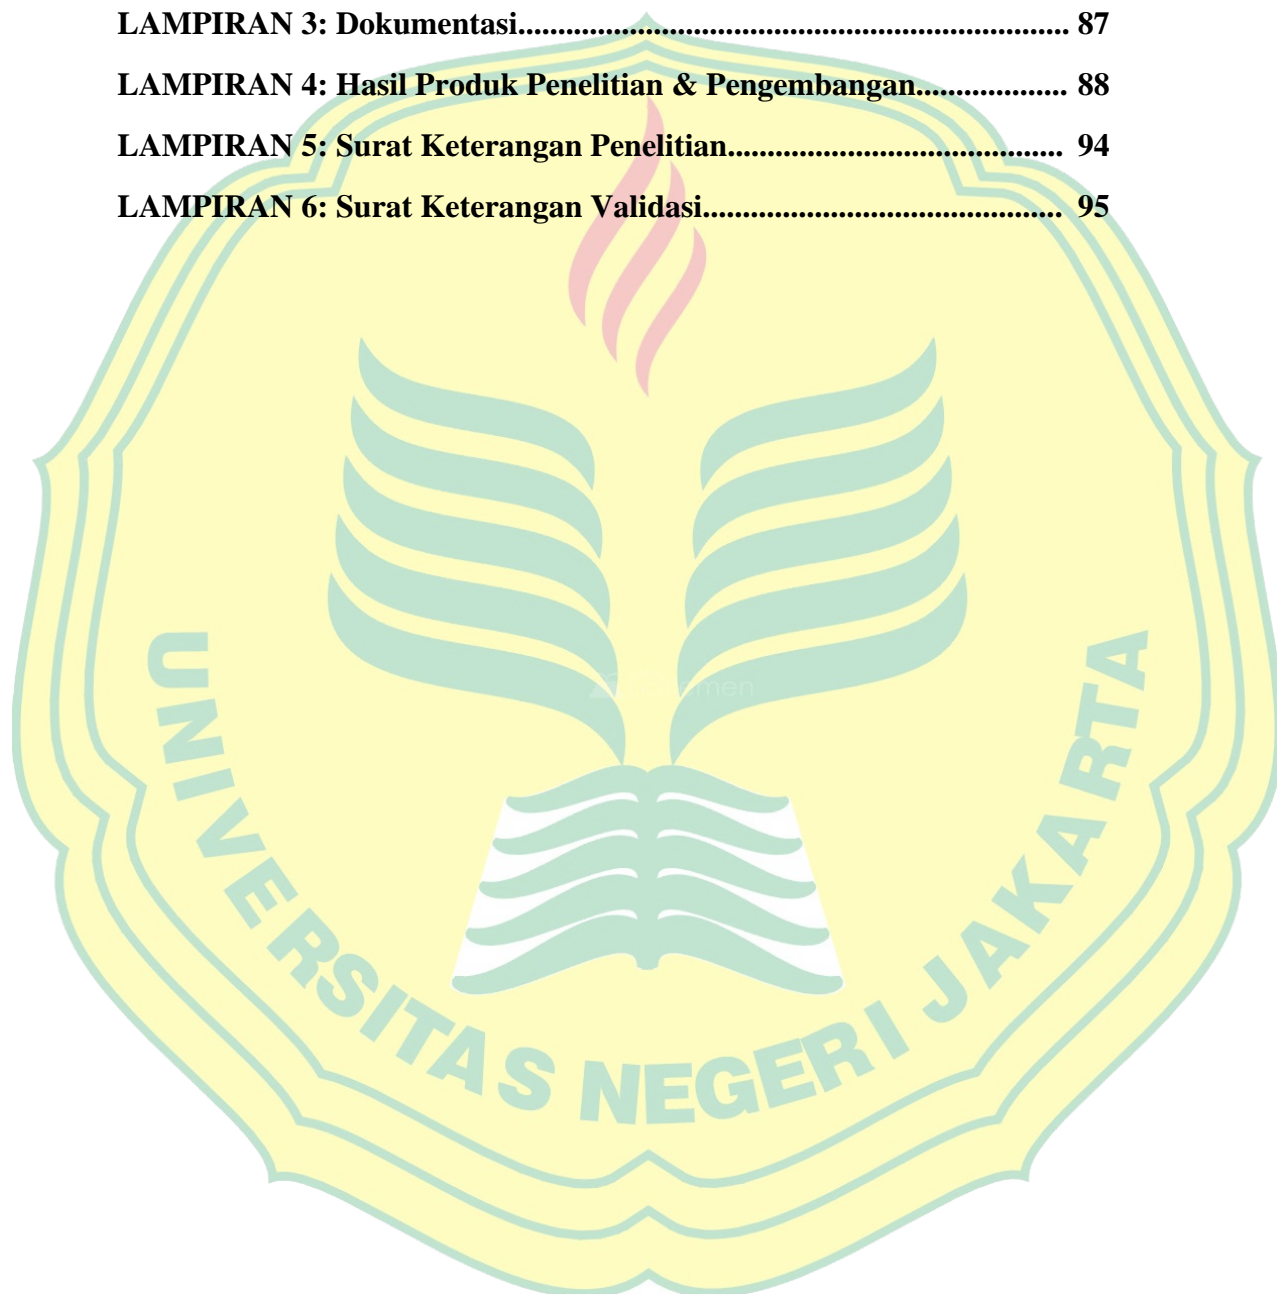 LAMPIRAN 3: Dokumentasi..................................................................... 87
LAMPIRAN 4: Hasil Produk Penelitian & Pengembangan................... 88
LAMPIRAN 5: Surat Keterangan Penelitian.......................................... 94
LAMPIRAN 6: Surat Keterangan Validasi............................................. 95
UNIVERSITAS NEGERI JAKARTA